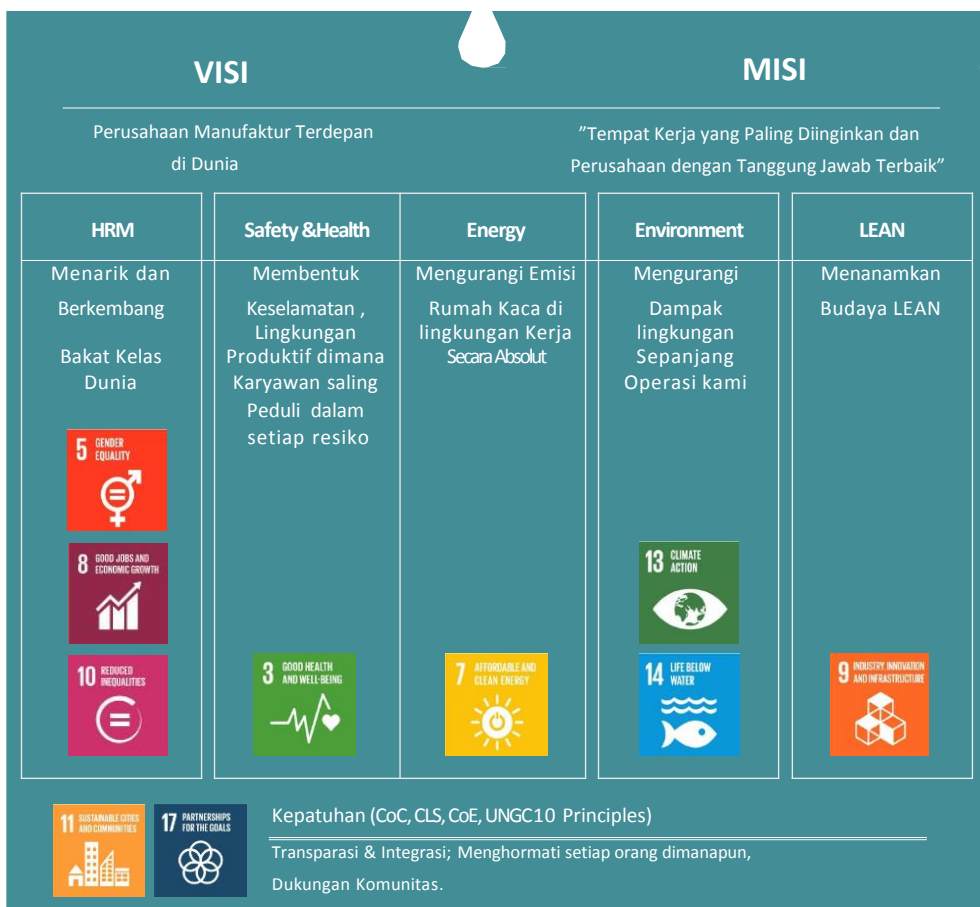 VISI
MISI
Perusahaan Manufaktur Terdepan
di Dunia
”Tempat Kerja yang Paling Diinginkan dan
Perusahaan dengan Tanggung Jawab Terbaik”
HRM
Menarik dan
Berkembang
Bakat Kelas
Dunia
5 GENDER
EQUALITY
8 GOOD JOBS AND
ECONOMIC GROWTH
10 REDUCED
INEQUALITIES
Safety &Health
Membentuk
Keselamatan ,
Lingkungan
Produktif dimana
Karyawan saling
Peduli dalam
setiap resiko
3 GOOD HEALTH
AND WELL-BEING
Energy
Mengurangi Emisi
Rumah Kaca di
lingkungan Kerja
Secara Absolut
7 AFFORDABLE AND
CLEAN ENERGY
Environment
Mengurangi
Dampak
lingkungan
Sepanjang
Operasi kami
13 CLIMATE
ACTION
14 LIFE BELOW
WATER
LEAN
Menanamkan
Budaya LEAN
9 INDUSTRY, INNOVATION
AND INFRASTRUCTURE
11 SUSTAINABLE CITIES
AND COMMUNITIES
17 PARTNERSHIPS
FOR THE GOALS
Kepatuhan (CoC, CLS, CoE, UNGC10 Principles)
Transparasi & Integrasi; Menghormati setiap orang dimanapun,
Dukungan Komunitas.